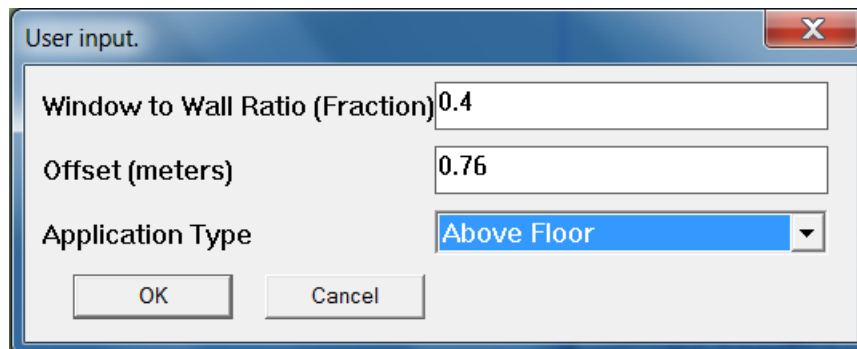 User input.
X
Window to Wall Ratio (Fraction) 0.4
Offset (meters) 0.76
Application Type Above Floor
OK Cancel